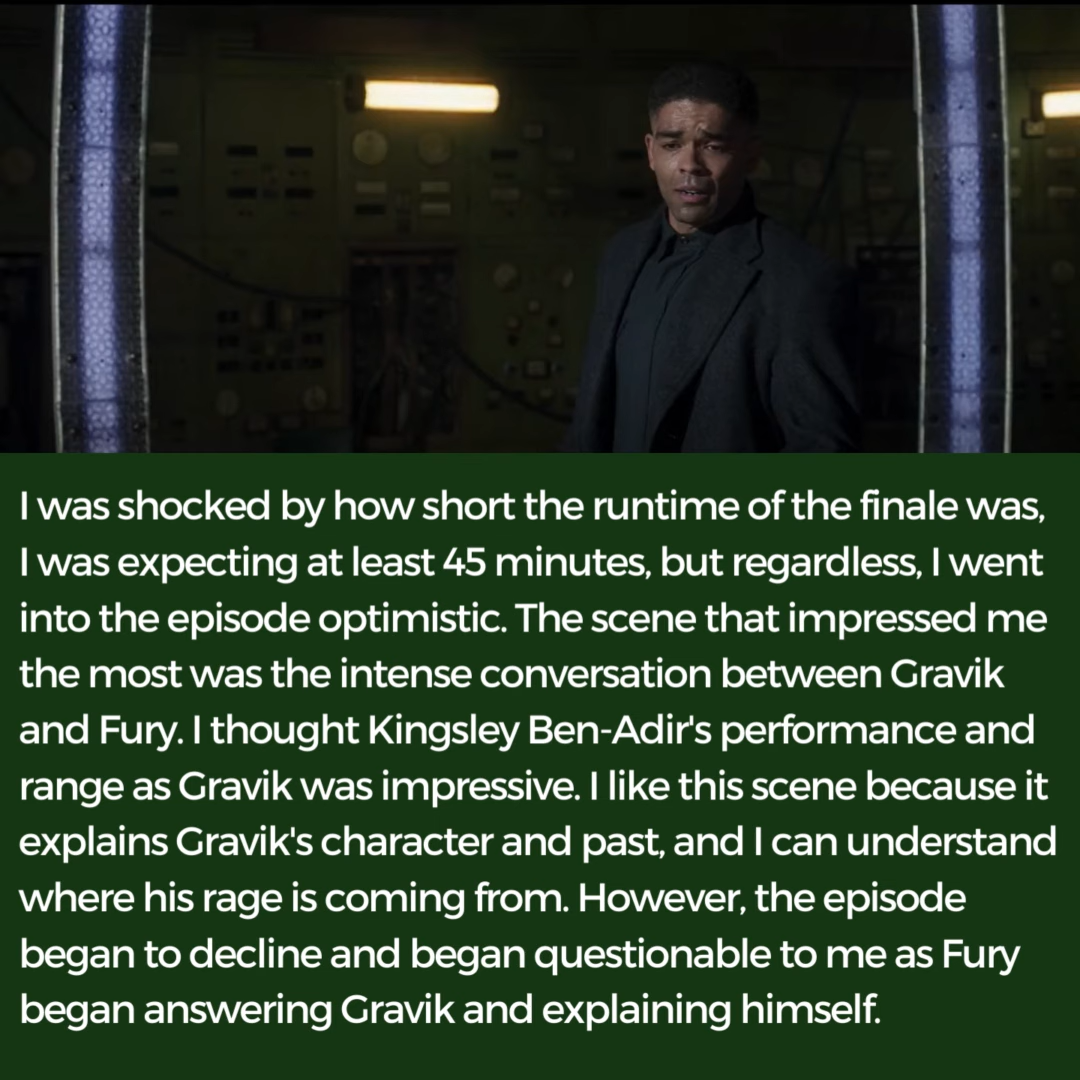 I was shocked by how short the runtime of the finale was,
I was expecting at least 45 minutes, but regardless, I went
into the episode optimistic. The scene that impressed me
the most was the intense conversation between Gravik
and Fury. I thought Kingsley Ben-Adir's performance and
range as Gravik was impressive. I like this scene because it
explains Gravik's character and past, and I can understand
where his rage is coming from. However, the episode
began to decline and began questionable to me as Fury
began answering Gravik and explaining himself.